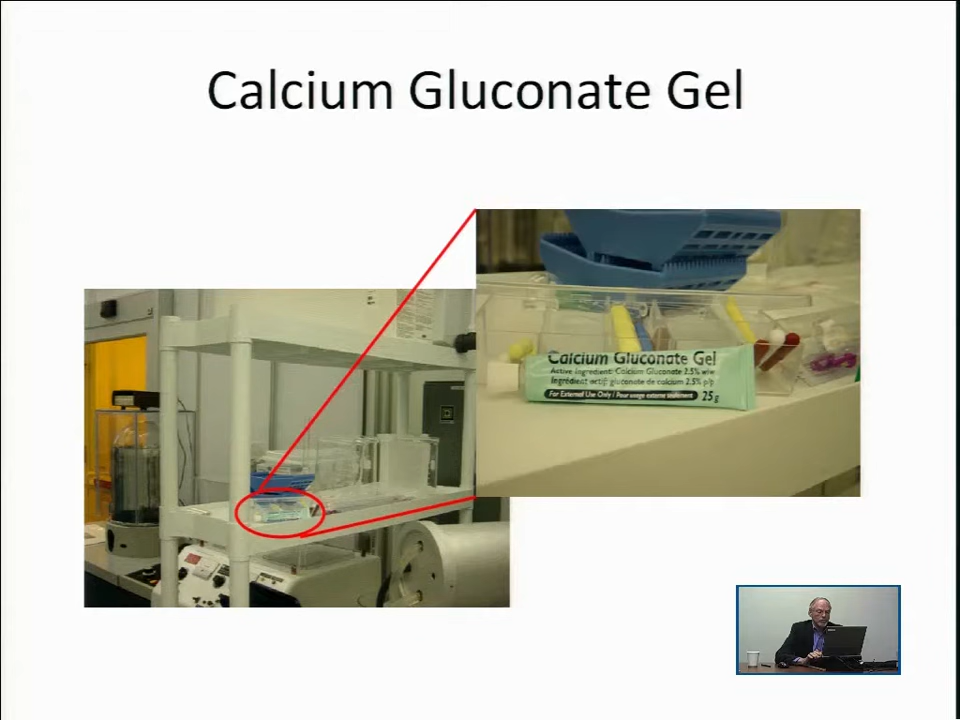 Calcium Gluconate Gel
Calcium Gluconate Gel
Active Ingredient: Calcium Gluconate 2.5% w/w
Ingrédient actif: gluconate de calcium 2.5% p/p
For External Use Only / Pour usage externe seulement
25g